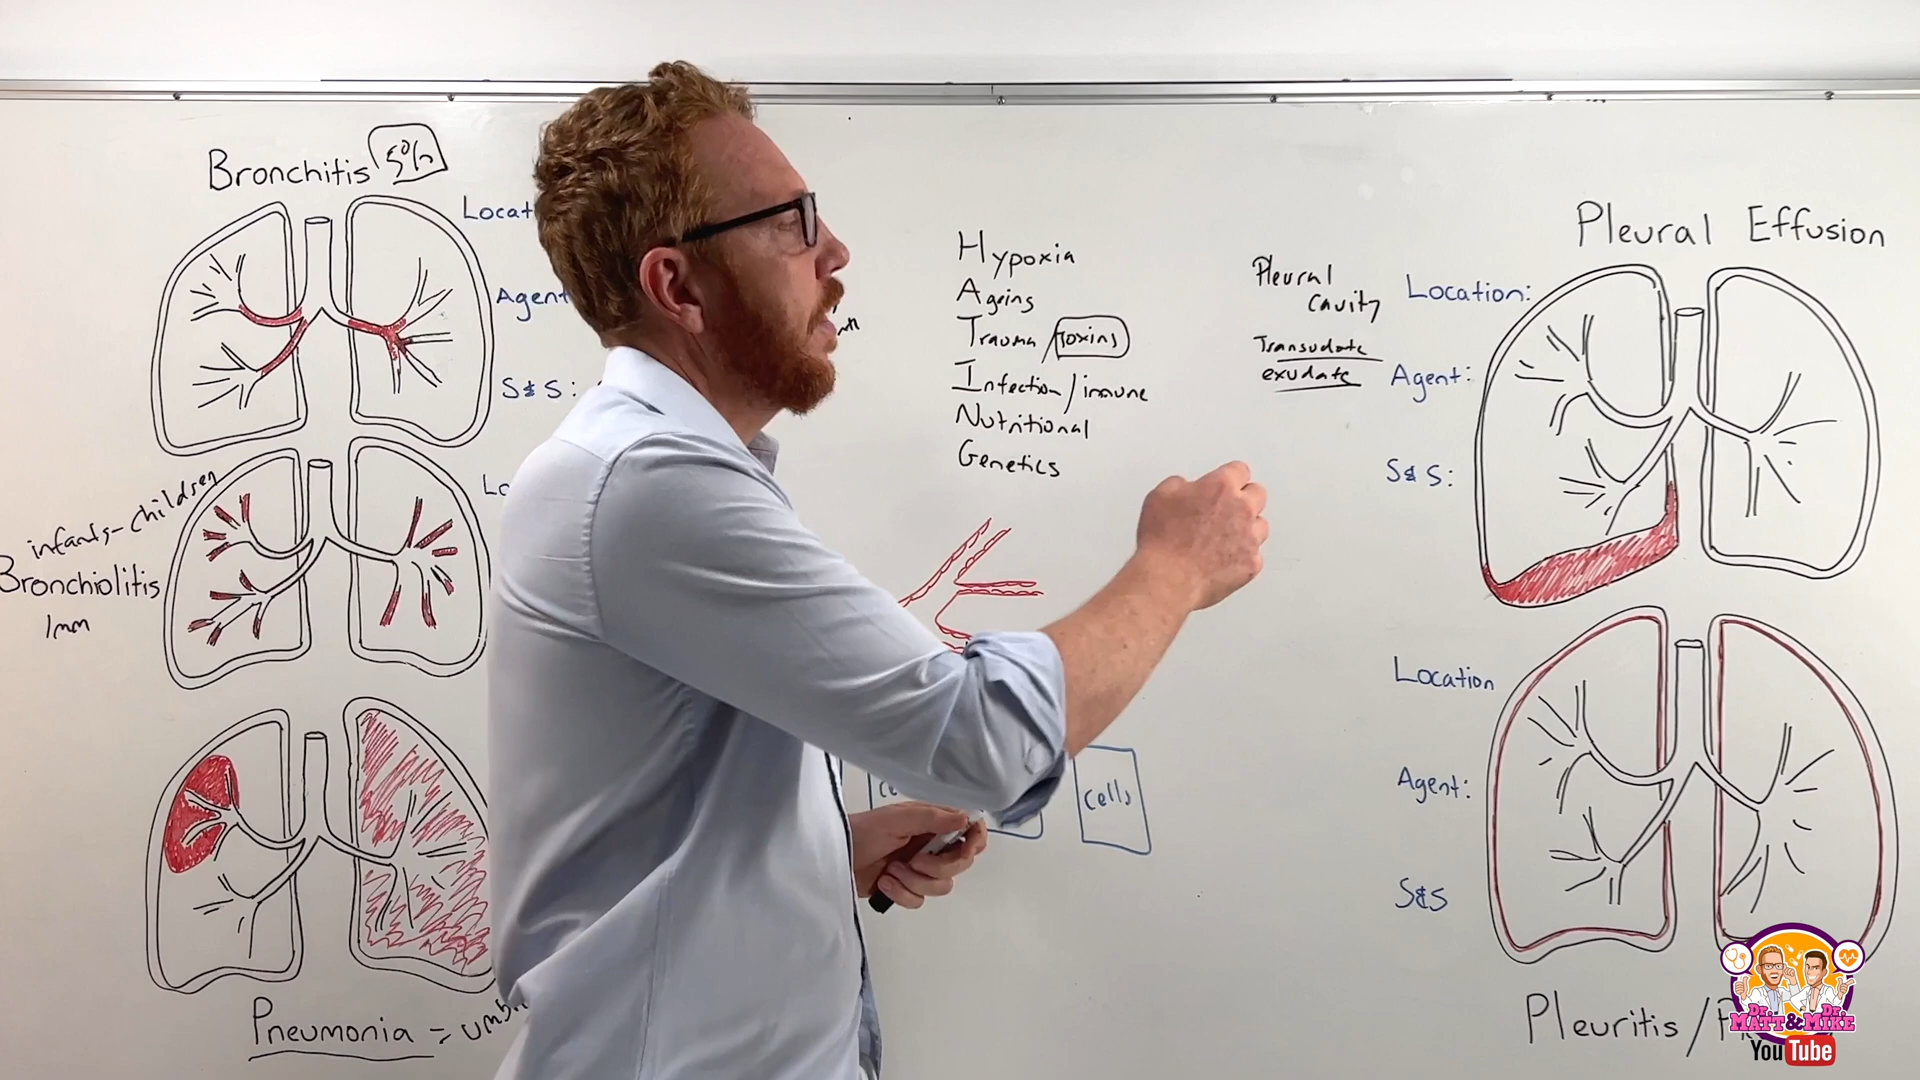 Bronchitis 5%
Locat
Agent
S&S:
infants-children
Bronchiolitis
1mm
Lo
Pneumonia =
Hypoxia
Ageing
Trauma/Toxins
Infection/immune
Nutritional
Genetics
cells
Pleural Effusion
Pleural
Cavity
Location:
Transudate
exudate
Agent:
S&S:
Location
Agent:
S&S
Pleuritis/
Dr. MATT & Dr. MIKE
YouTube